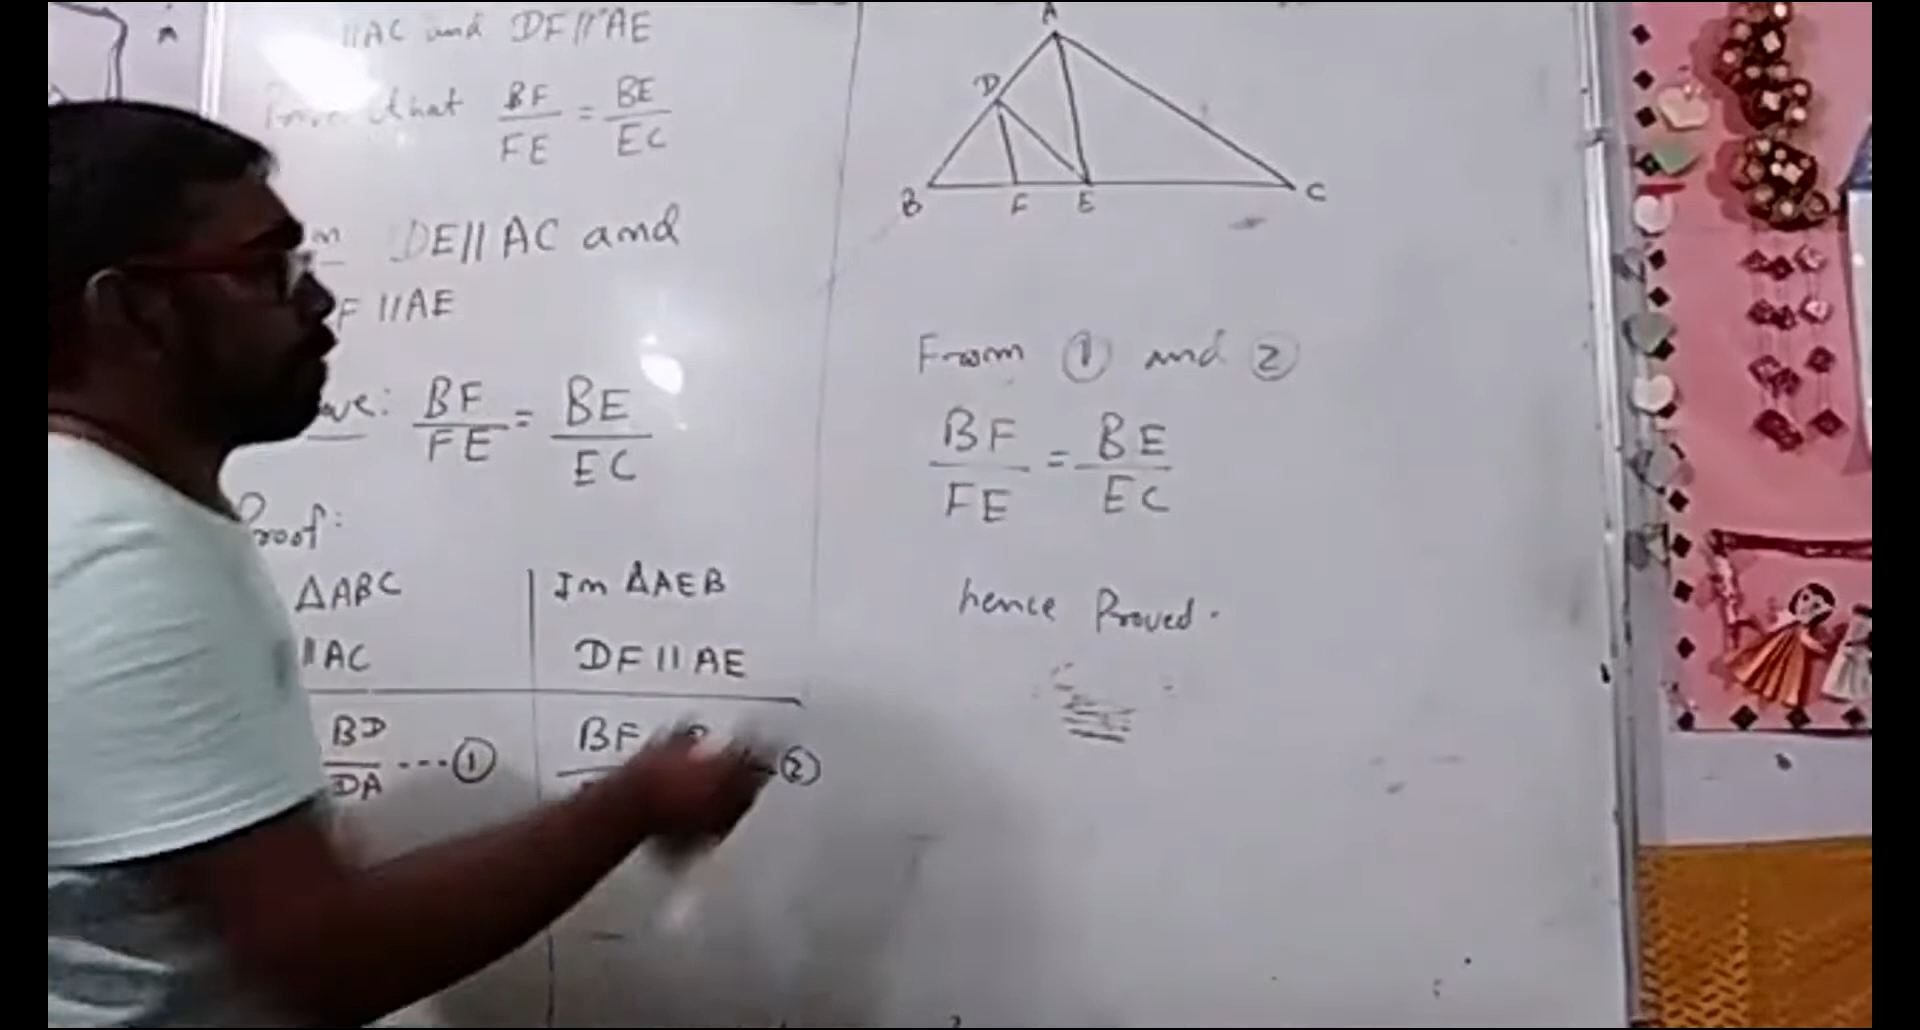 ||AC and DF||AE
Prove that BF/FE = BE/EC
DE||AC and
F ||AE
ove: BF/FE = BE/EC
Proof:
ΔABC
||AC
BD/DA ---- ①
In ΔAEB
DF||AE
BF
②
A
D
B F E C
From ① and ②
BF/FE = BE/EC
hence Proved.